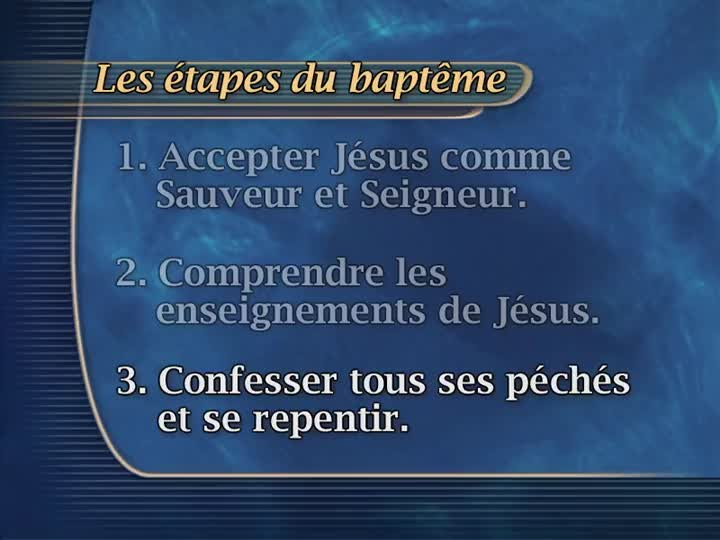 Les étapes du baptême
1. Accepter Jésus comme
Sauveur et Seigneur.
2. Comprendre les
enseignements de Jésus.
3. Confesser tous ses péchés
et se repentir.